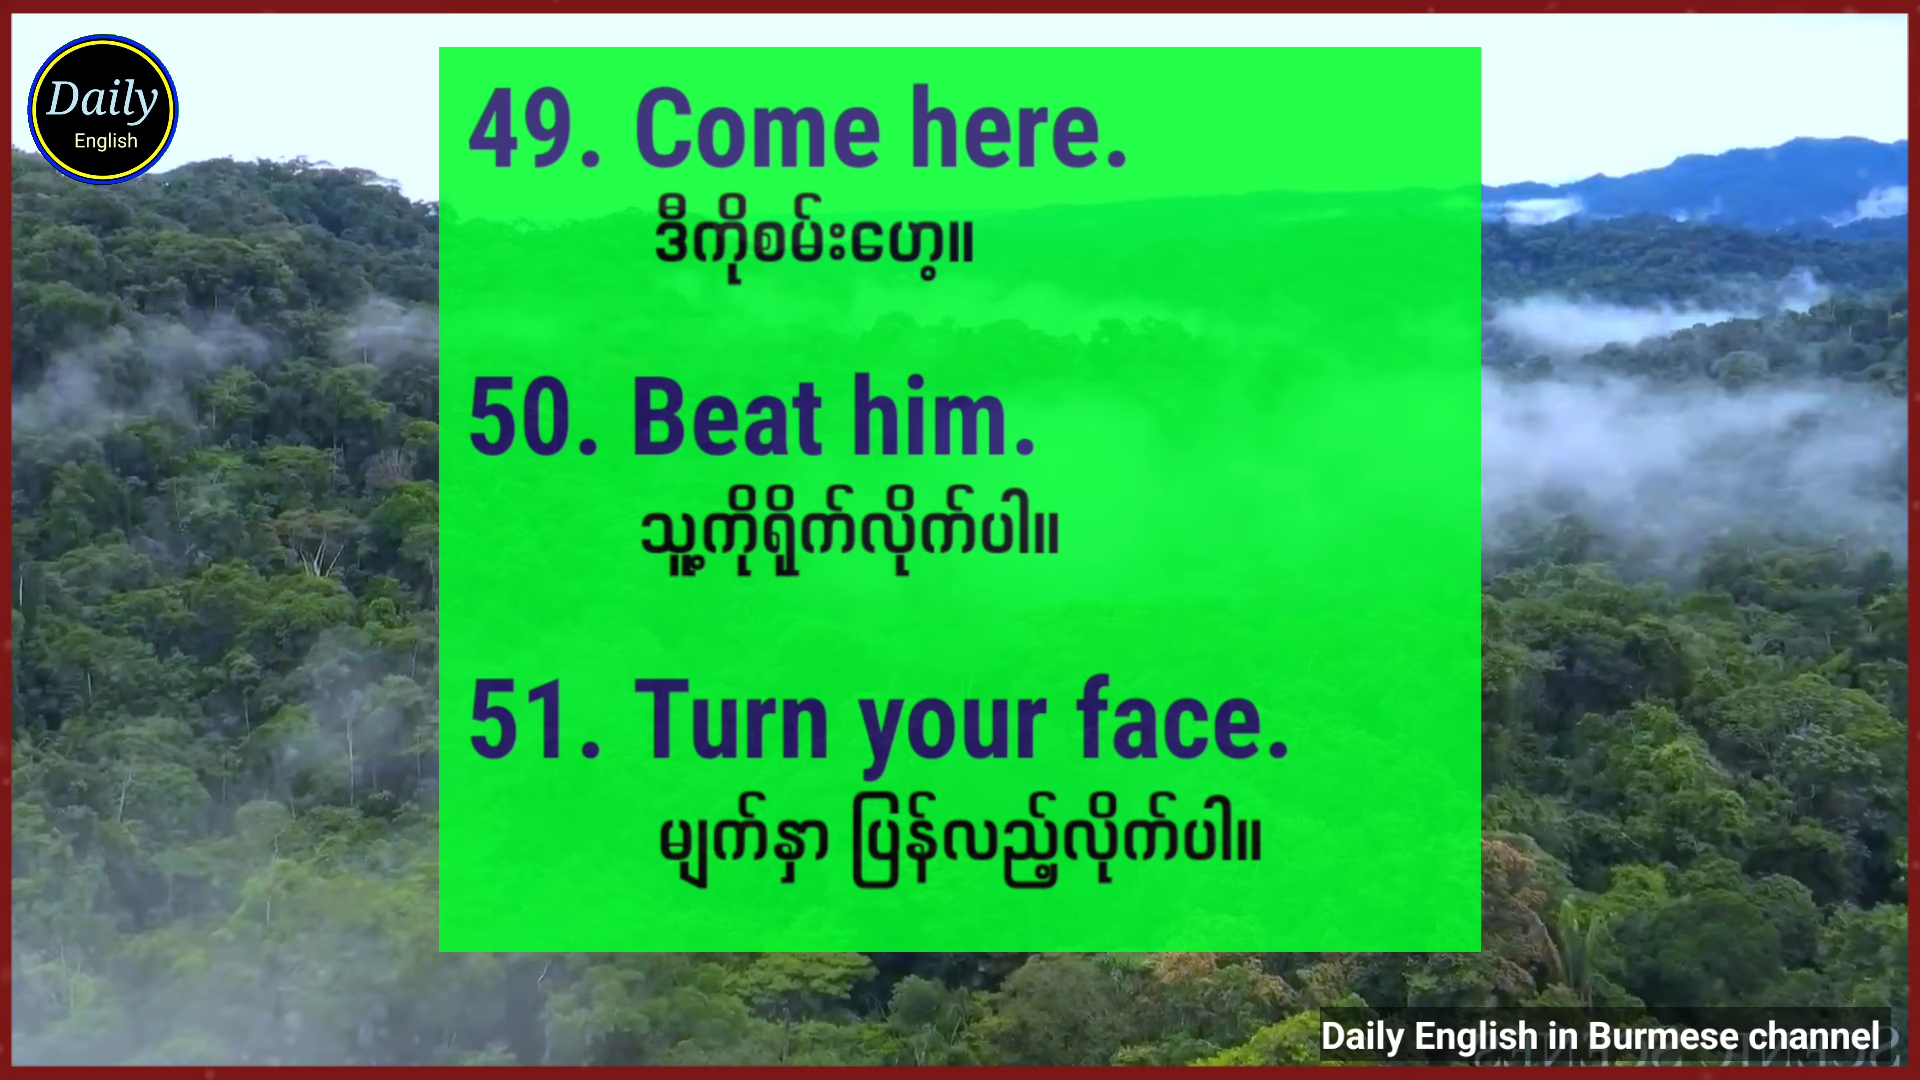 Daily
English
49. Come here.
ဒီကိုစမ်းဟော့။
50. Beat him.
သူ့ကိုရိုက်လိုက်ပါ။
51. Turn your face.
မျက်နှာ ပြန်လည့်လိုက်ပါ။
Daily English in Burmese channel